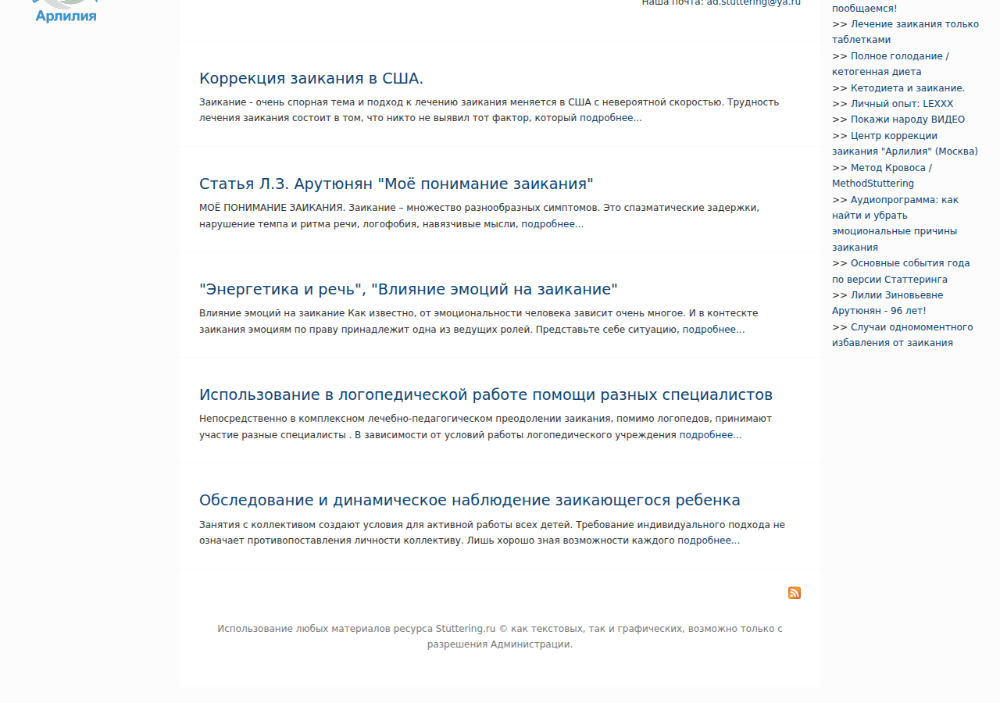 Арлилия
Наша почта: ad.stuttering@ya.ru
Коррекция заикания в США.
Заикание - очень спорная тема и подход к лечению заикания меняется в США с невероятной скоростью. Трудность
лечения заикания состоит в том, что никто не выявил тот фактор, который подробнее...
Статья Л.З. Арутюнян "Моё понимание заикания"
МОЁ ПОНИМАНИЕ ЗАИКАНИЯ. Заикание – множество разнообразных симптомов. Это спазматические задержки,
нарушение темпа и ритма речи, логофобия, навязчивые мысли, подробнее...
"Энергетика и речь", "Влияние эмоций на заикание"
Влияние эмоций на заикание Как известно, от эмоциональности человека зависит очень многое. И в контескте
заикания эмоциям по праву принадлежит одна из ведущих ролей. Представьте себе ситуацию, подробнее...
Использование в логопедической работе помощи разных специалистов
Непосредственно в комплексном лечебно-педагогическом преодолении заикания, помимо логопедов, принимают
участие разные специалисты . В зависимости от условий работы логопедического учреждения подробнее...
Обследование и динамическое наблюдение заикающегося ребенка
Занятия с коллективом создают условия для активной работы всех детей. Требование индивидуального подхода не
означает противопоставления личности коллективу. Лишь хорошо зная возможности каждого подробнее...
Использование любых материалов ресурса Stuttering.ru © как текстовых, так и графических, возможно только с
разрешения Администрации.
пообщаемся!
>> Лечение заикания только
таблетками
>> Полное голодание /
кетогенная диета
>> Кетодиета и заикание.
>> Личный опыт: LEXXX
>> Покажи народу ВИДЕО
>> Центр коррекции
заикания "Арлилия" (Москва)
>> Метод Кровоса /
MethodStuttering
>> Аудиопрограмма: как
найти и убрать
эмоциональные причины
заикания
>> Основные события года
по версии Статтеринга
>> Лилии Зиновьевне
Арутюнян - 96 лет!
>> Случаи одномоментного
избавления от заикания